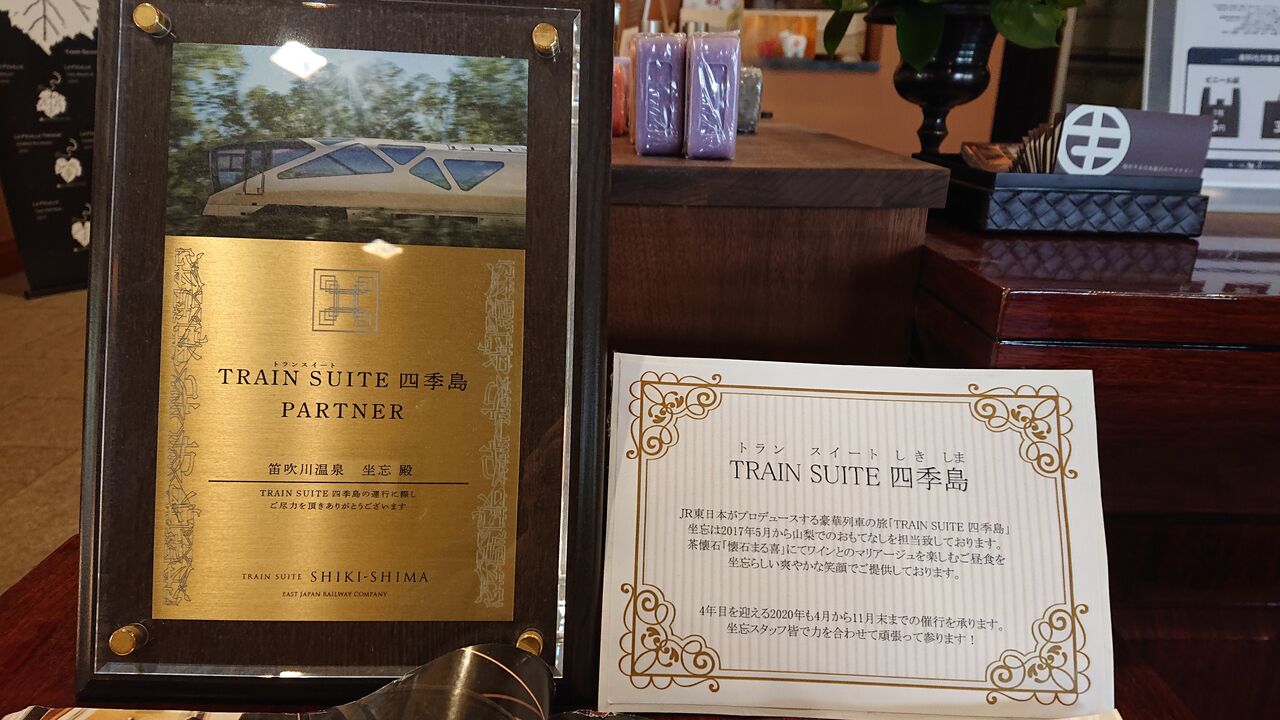 トランスイート
TRAIN SUITE 四季島
PARTNER
笛吹川温泉 坐忘 殿
TRAIN SUITE 四季島の運行に際し
ご尽力を頂きありがとうございます
TRAIN SUITE SHIKI-SHIMA
EAST JAPAN RAILWAY COMPANY
トラン スイート しき しま
TRAIN SUITE 四季島
JR東日本がプロデュースする豪華列車の旅「TRAIN SUITE 四季島」
坐忘は2017年5月から山梨でのおもてなしを担当致しております。
茶懐石「懐石まる喜」にてワインとのマリアージュを楽しむご昼食を
坐忘らしい爽やかな笑顔でご提供しております。
4年目を迎える2020年も4月から11月末までの催行を承ります。
坐忘スタッフ皆で力を合わせて頑張って参ります！